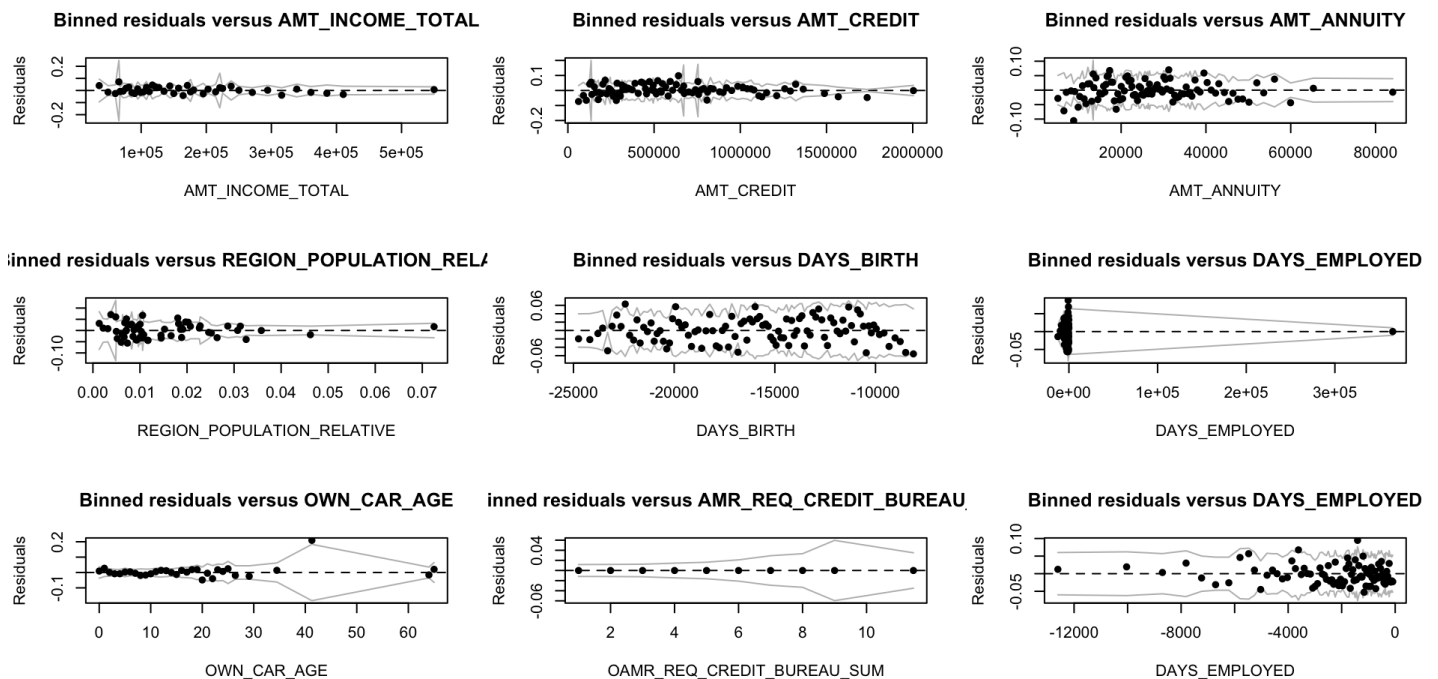 Binned residuals versus AMT_INCOME_TOTAL
Residuals
0.2
-0.2
1e+05 2e+05 3e+05 4e+05 5e+05
AMT_INCOME_TOTAL
Binned residuals versus AMT_CREDIT
Residuals
0.1
-0.2
0 500000 1000000 1500000 2000000
AMT_CREDIT
Binned residuals versus AMT_ANNUITY
Residuals
0.10
-0.10
20000 40000 60000 80000
AMT_ANNUITY
inned residuals versus REGION_POPULATION_REL
Residuals
-0.10
0.00 0.01 0.02 0.03 0.04 0.05 0.06 0.07
REGION_POPULATION_RELATIVE
Binned residuals versus DAYS_BIRTH
Residuals
0.06
-0.06
-25000 -20000 -15000 -10000
DAYS_BIRTH
Binned residuals versus DAYS_EMPLOYED
Residuals
-0.05
0e+00 1e+05 2e+05 3e+05
DAYS_EMPLOYED
Binned residuals versus OWN_CAR_AGE
Residuals
0.2
-0.1
0 10 20 30 40 50 60
OWN_CAR_AGE
inned residuals versus AMR_REQ_CREDIT_BUREAU_
Residuals
0.04
-0.06
2 4 6 8 10
OAMR_REQ_CREDIT_BUREAU_SUM
Binned residuals versus DAYS_EMPLOYED
Residuals
0.10
-0.05
-12000 -8000 -4000 0
DAYS_EMPLOYED